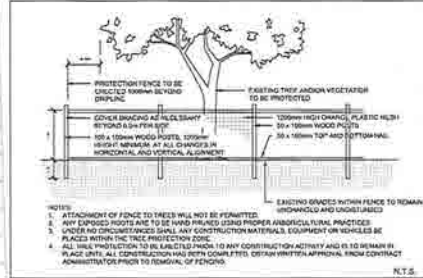 PROTECTION FENCE TO BE
ERECTED 1000mm BEYOND
DRIPLINE
EXISTING TREE AND/OR VEGETATION
TO BE PROTECTED
COVER BRACING AS NECESSARY
BEYOND 6.5m PER SIDE
100 x 100mm WOOD POSTS, 1200mm
HEIGHT MINIMUM, AT ALL CHANGES IN
HORIZONTAL AND VERTICAL ALIGNMENT
1200mm HIGH ORANGE PLASTIC MESH
50 x 100mm WOOD POSTS
50 x 100mm TOP AND BOTTOM RAIL
EXISTING GRADES WITHIN FENCE TO REMAIN
UNCHANGED AND UNDISTURBED
NOTES:
1. ATTACHMENT OF FENCE TO TREES WILL NOT BE PERMITTED.
2. ANY EXPOSED ROOTS ARE TO BE HAND PRUNED USING PROPER ARBORICULTURAL PRACTICES
3. UNDER NO CIRCUMSTANCES SHALL ANY CONSTRUCTION MATERIALS, EQUIPMENT OR VEHICLES BE
PLACES WITHIN THE TREE PROTECTION ZONE
4. ALL TREE PROTECTION TO BE ERECTED PRIOR TO ANY CONSTRUCTION ACTIVITY AND IS TO REMAIN IN
PLACE UNTIL ALL CONSTRUCTION HAS BEEN COMPLETED. OBTAIN WRITTEN APPROVAL FROM CONTRACT
ADMINISTRATOR PRIOR TO REMOVAL OF FENCING.
N.T.S.